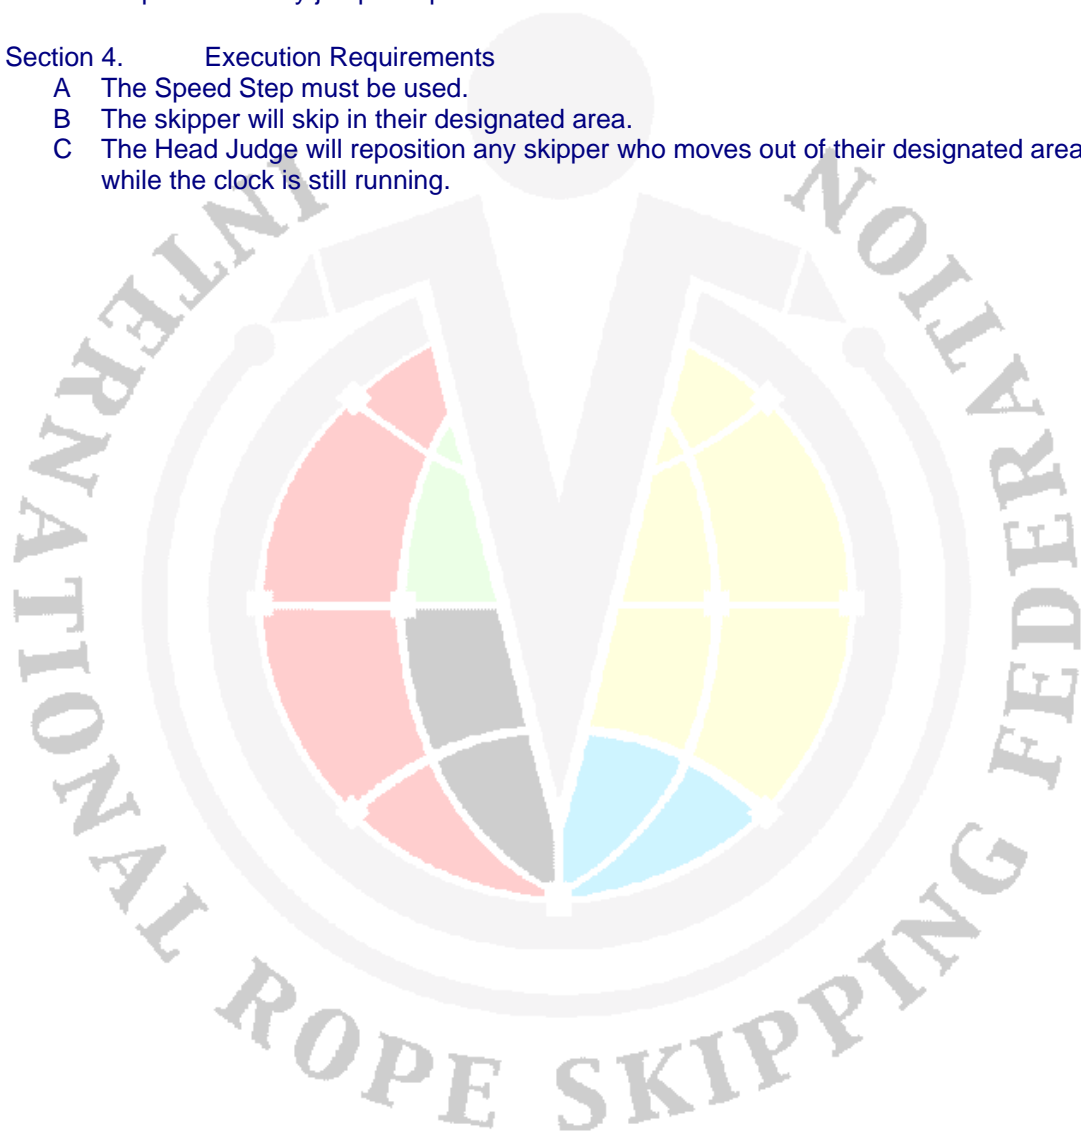 Section 4. Execution Requirements
A The Speed Step must be used.
B The skipper will skip in their designated area.
C The Head Judge will reposition any skipper who moves out of their designated area
while the clock is still running.
INTERNATIONAL ROPE SKIPPING FEDERATION